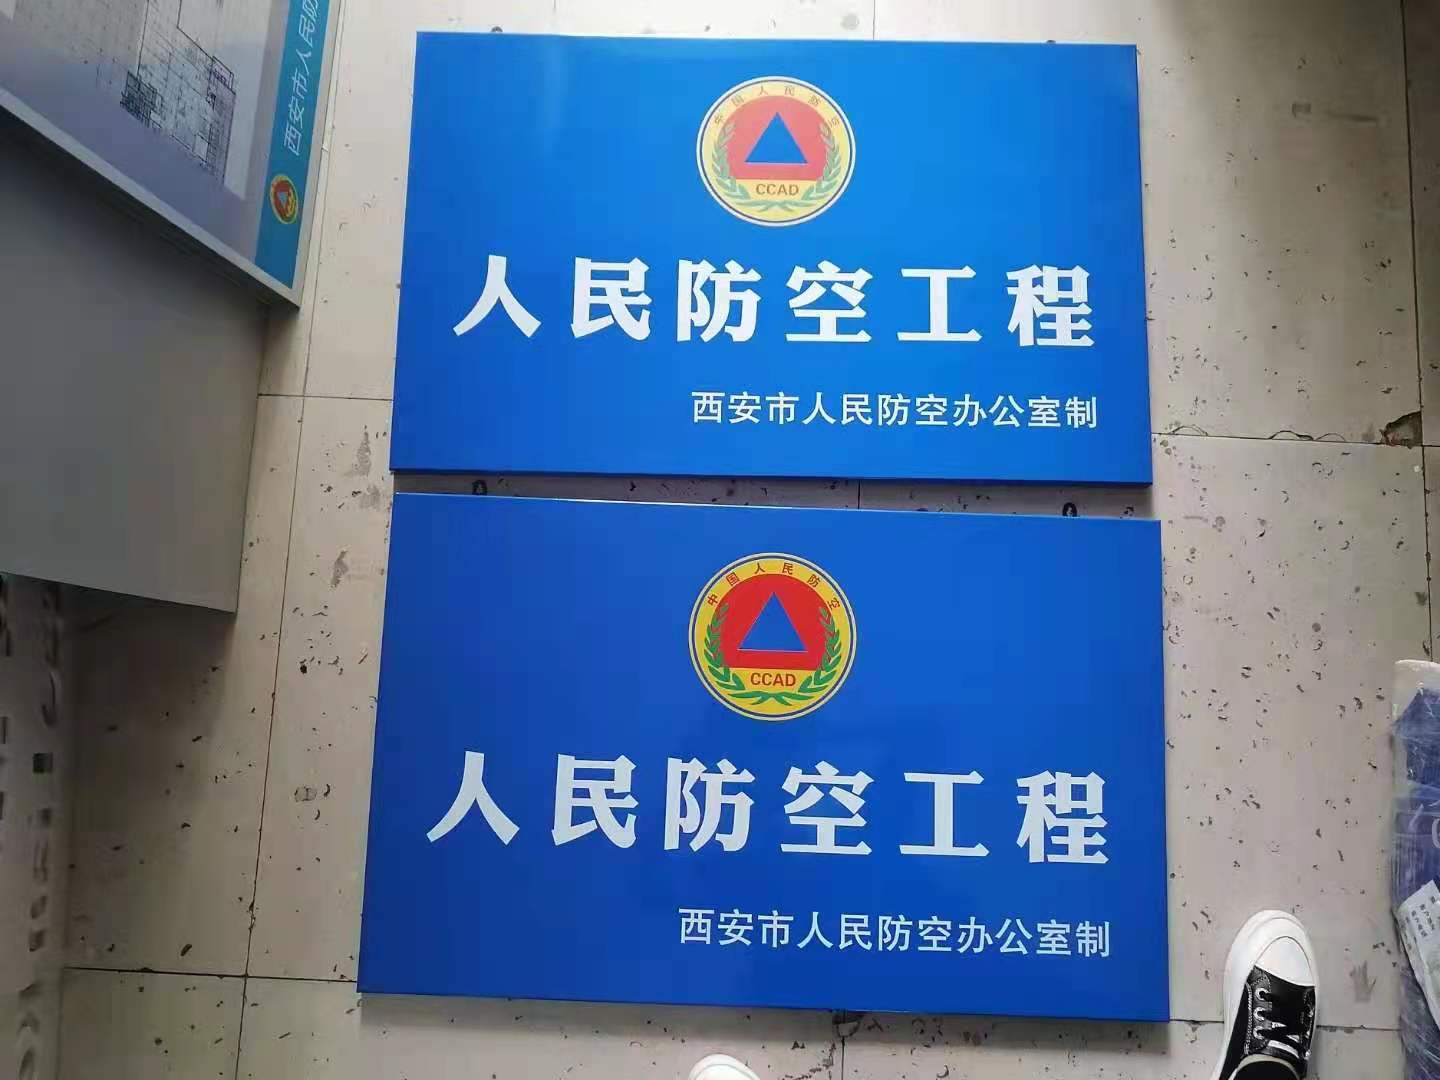 西安市人民防
中国人民防空
CCAD
人民防空工程
西安市人民防空办公室制
中国人民防空
CCAD
人民防空工程
西安市人民防空办公室制